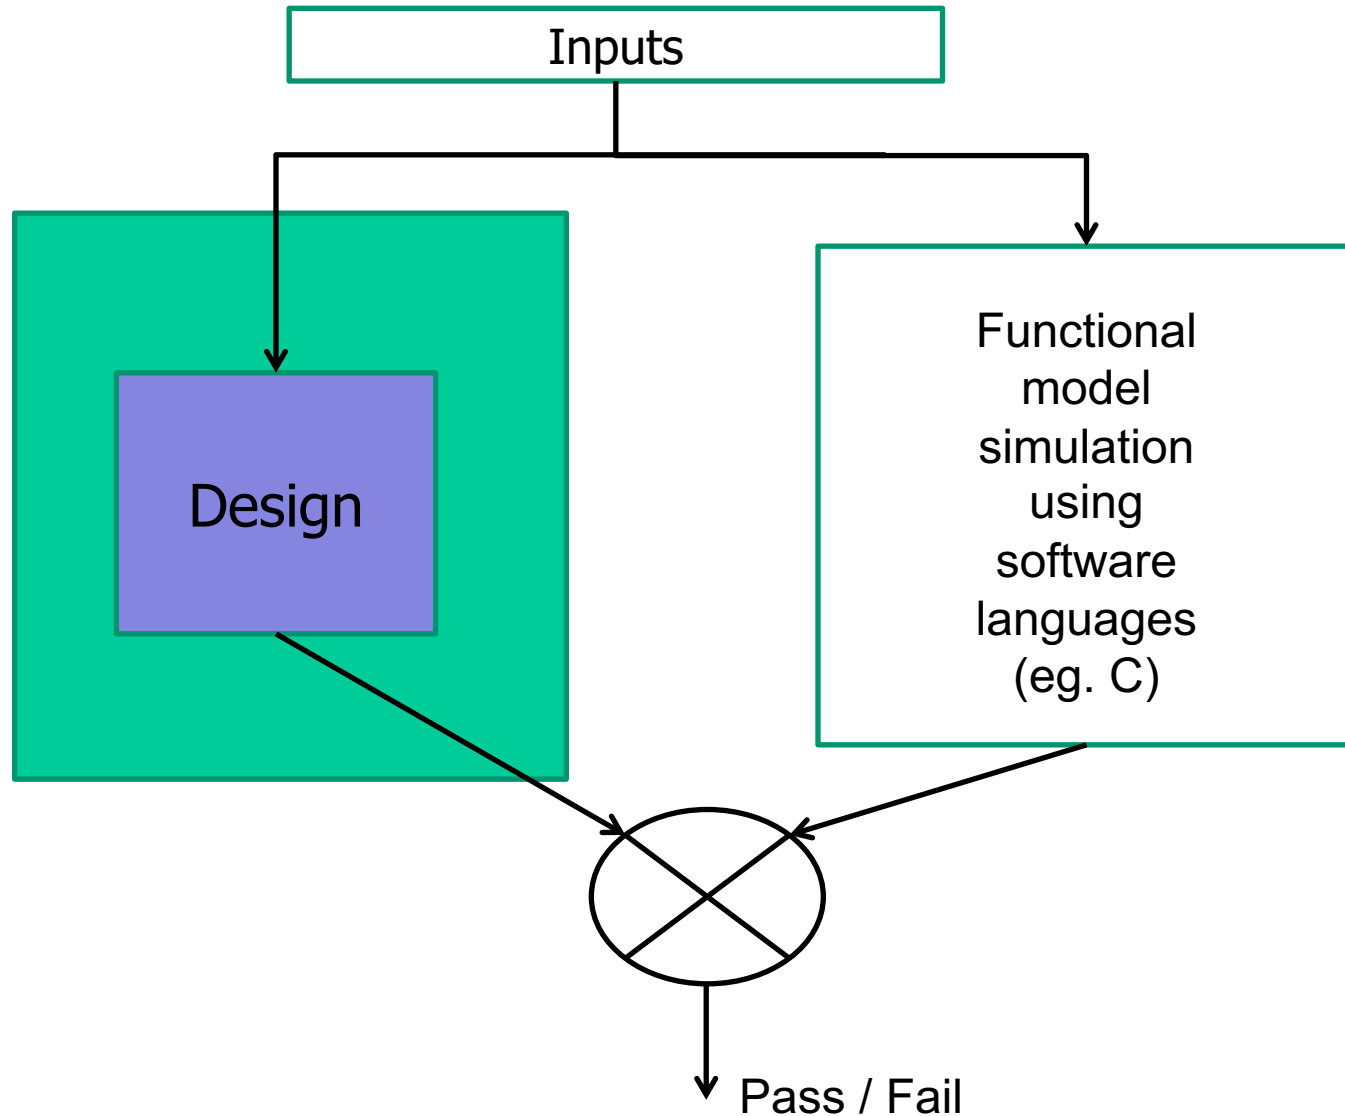 Inputs
Design
Functional
model
simulation
using
software
languages
(eg. C)
Pass / Fail